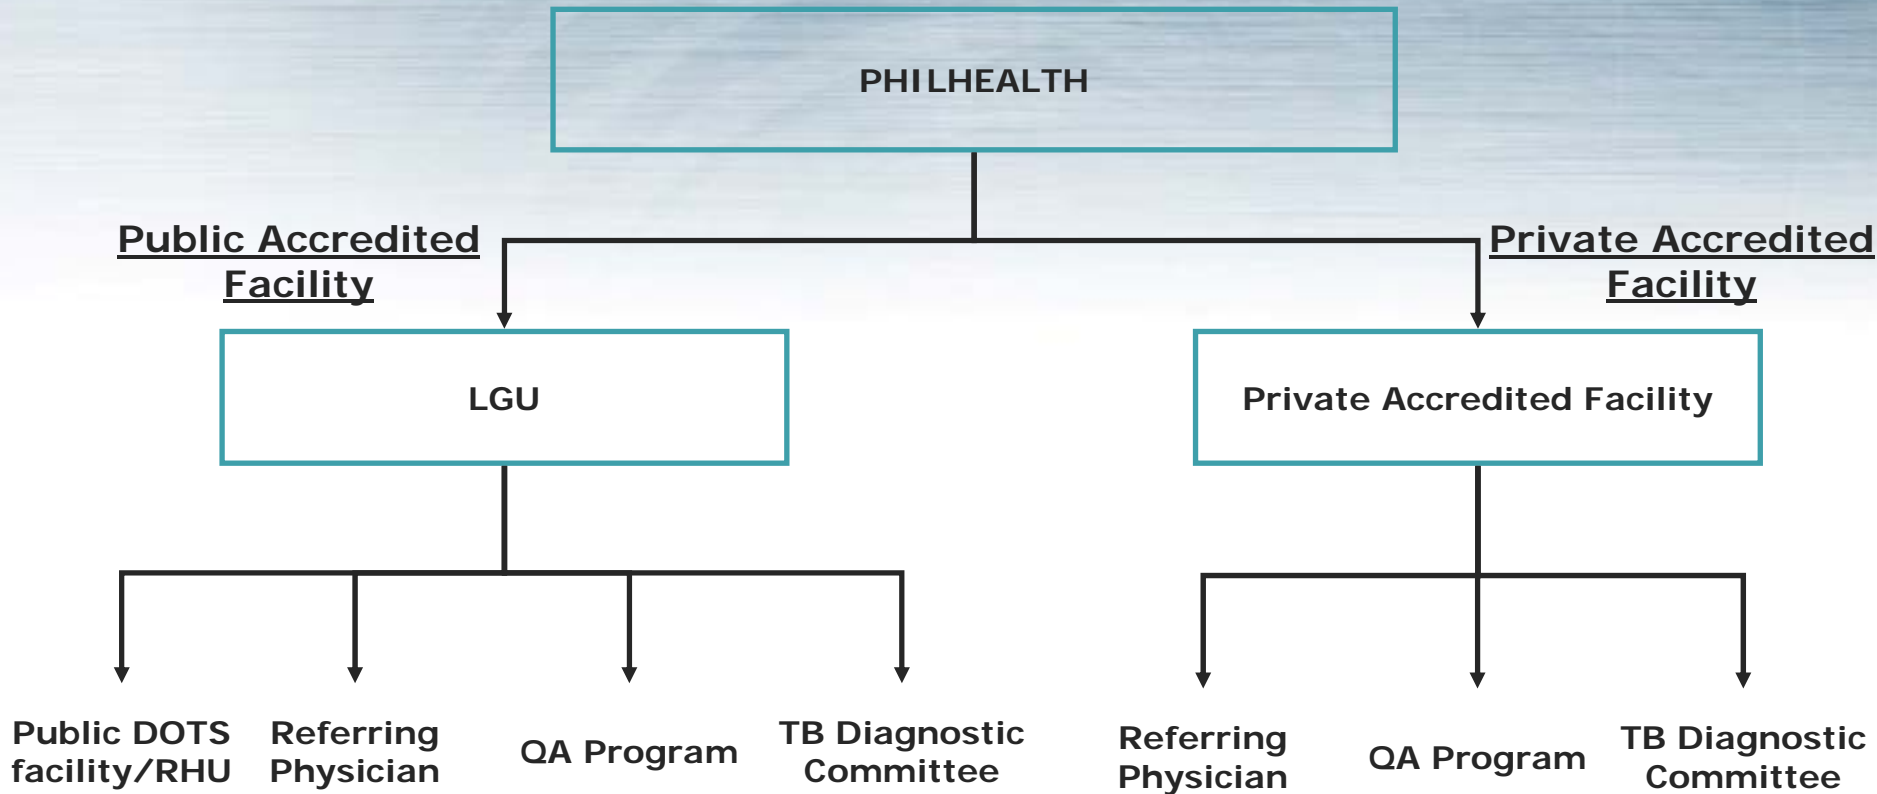 PHILHEALTH
Public Accredited
Facility
Private Accredited
Facility
LGU
Private Accredited Facility
Public DOTS
facility/RHU
Referring
Physician
QA Program
TB Diagnostic
Committee
Referring
Physician
QA Program
TB Diagnostic
Committee